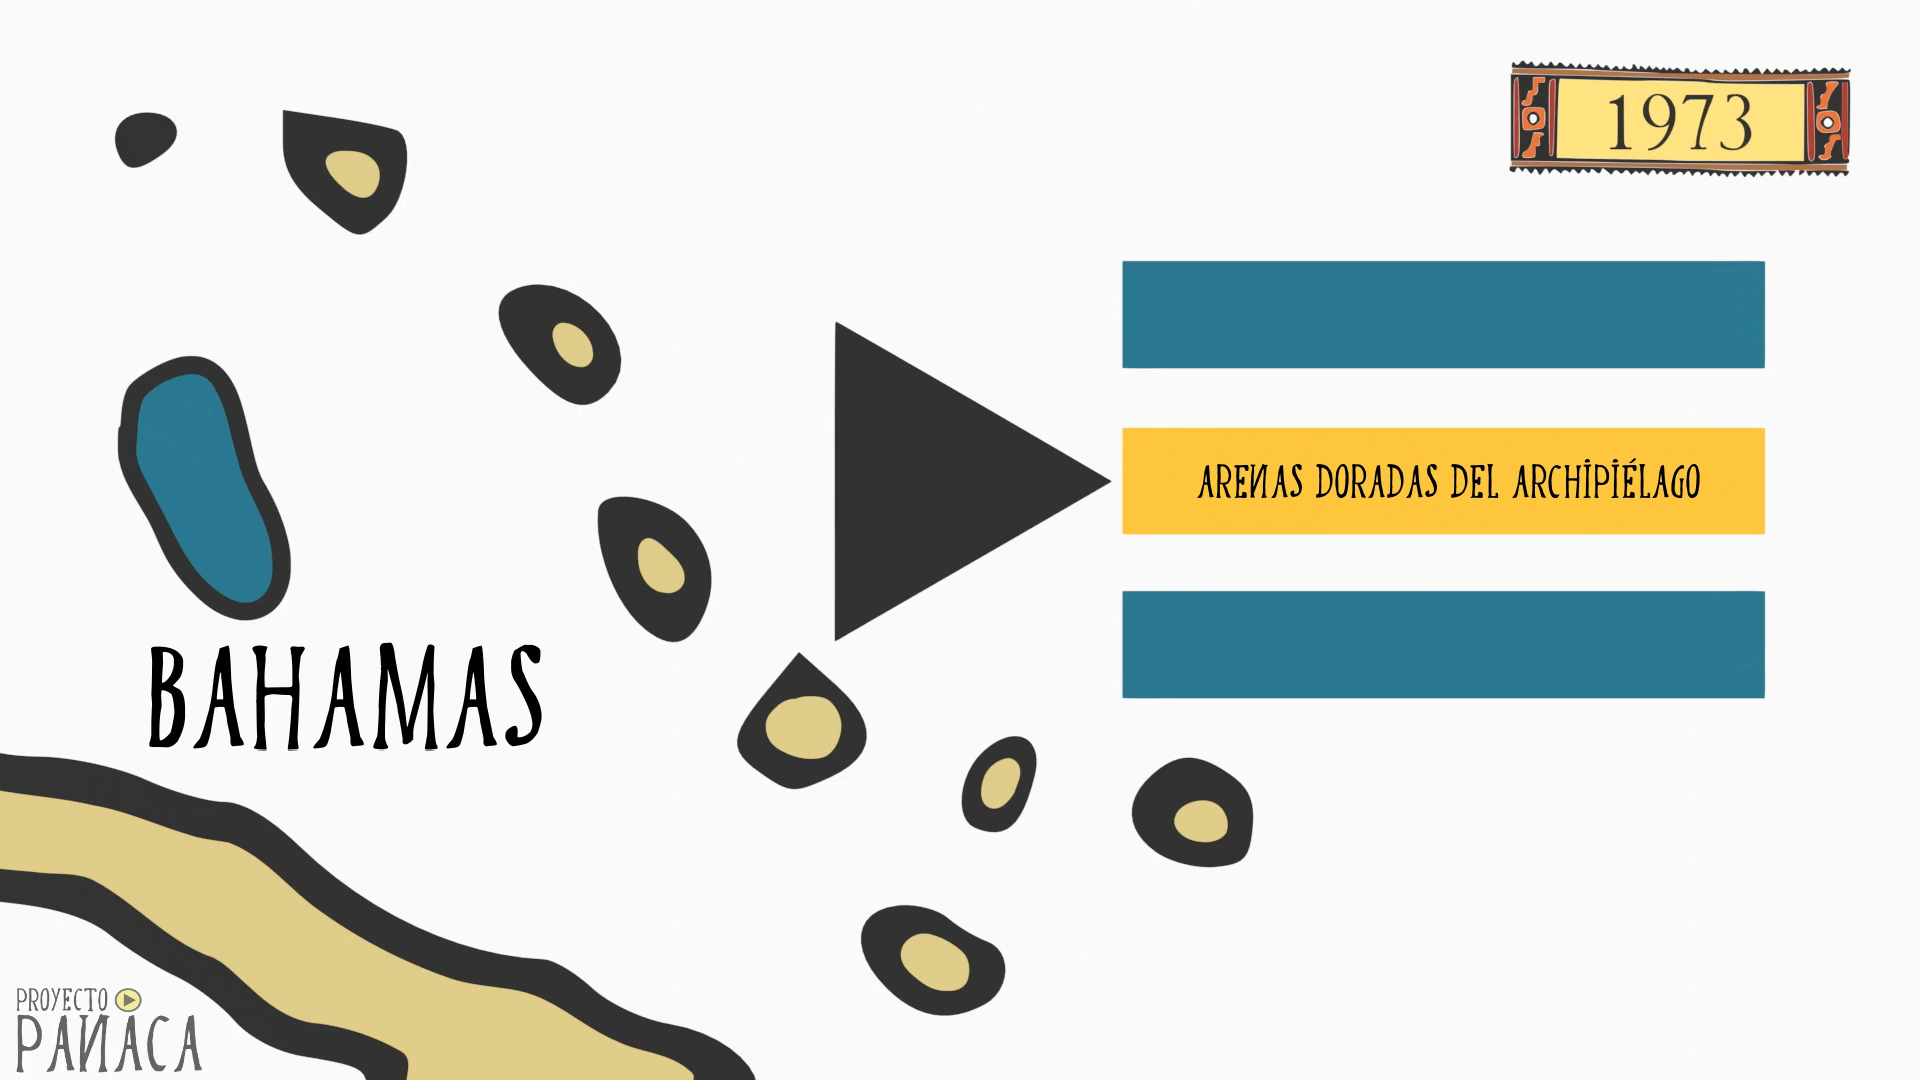 1973
ARENAS DORADAS DEL ARCHIPIÉLAGO
BAHAMAS
PROYECTO
PANACA